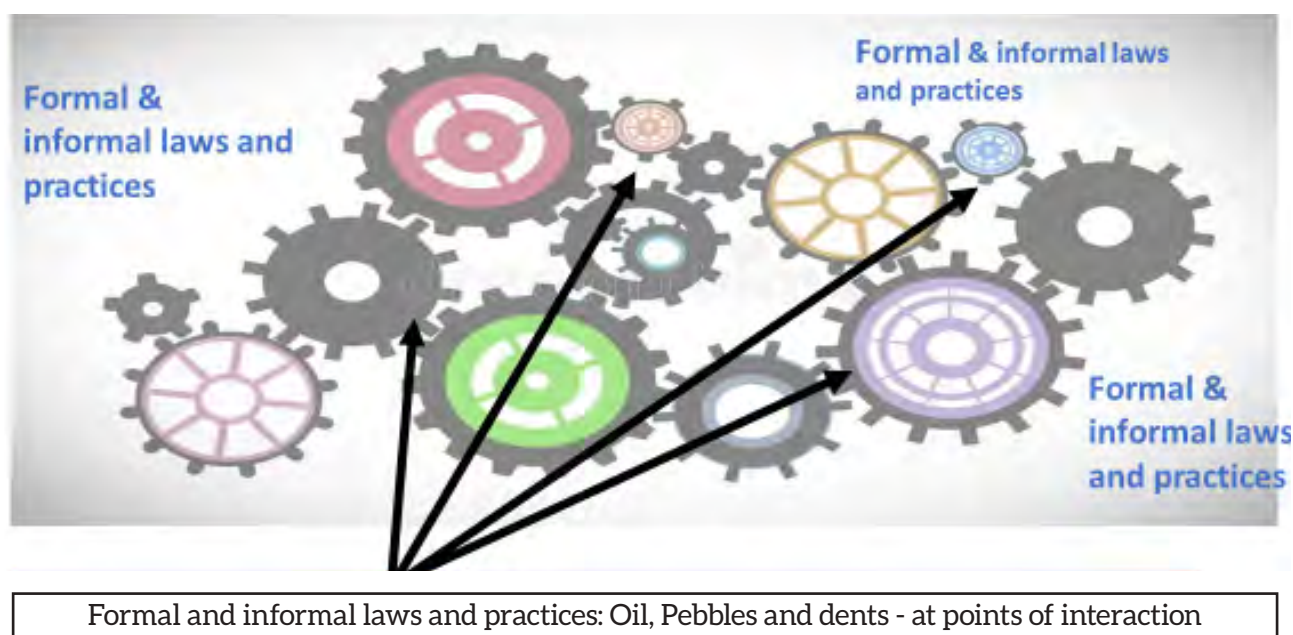 Formal &
informal laws and
practices
Formal & informal laws
and practices
Formal &
informal laws
and practices
Formal and informal laws and practices: Oil, Pebbles and dents - at points of interaction